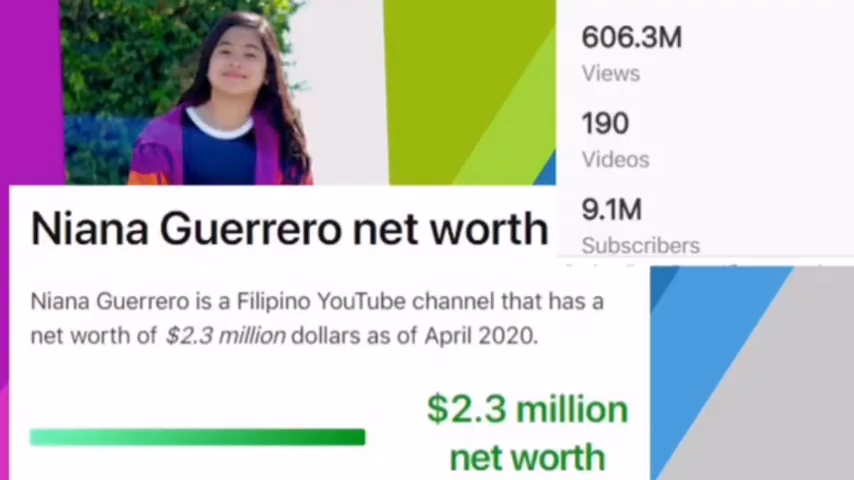 606.3M
Views
190
Videos
9.1M
Subscribers
Niana Guerrero net worth
Niana Guerrero is a Filipino YouTube channel that has a
net worth of $2.3 million dollars as of April 2020.
$2.3 million
net worth